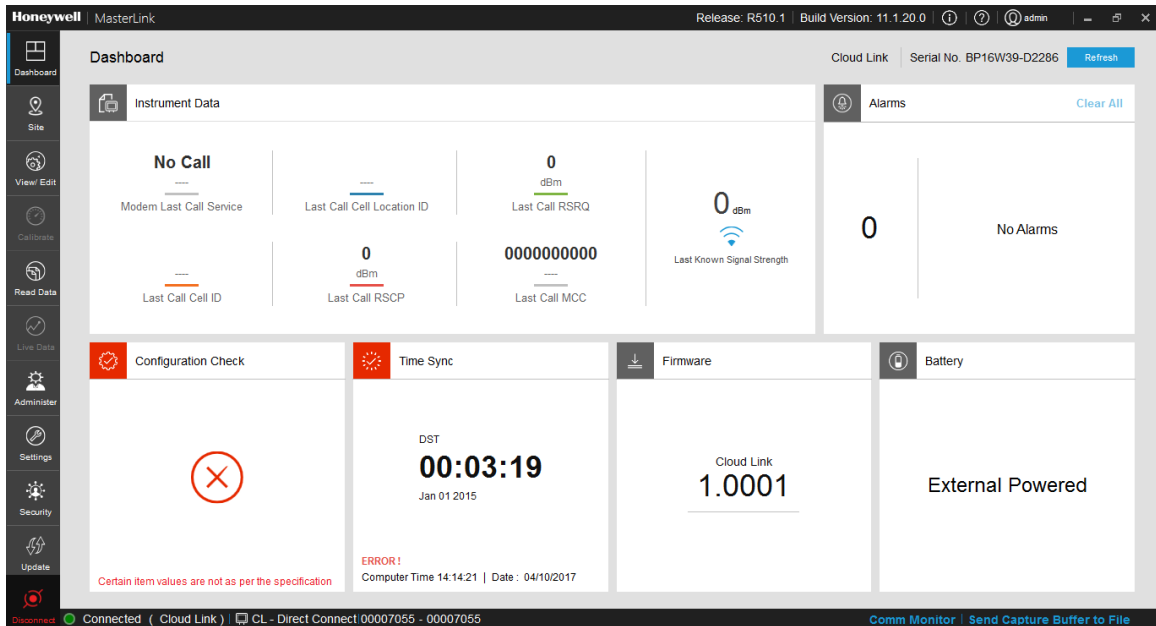 Honeywell | MasterLink
Release: R510.1 | Build Version: 11.1.20.0 | admin
Dashboard
Site
View/ Edit
Calibrate
Read Data
Live Data
Administer
Settings
Security
Update
Disconnect
Dashboard
Cloud Link | Serial No. BP16W39-D2286
Refresh
Instrument Data
No Call
----
Modem Last Call Service
----
Last Call Cell Location ID
0
dBm
Last Call RSRQ
----
Last Call Cell ID
0
dBm
Last Call RSCP
0000000000
----
Last Call MCC
0 dBm
Last Known Signal Strength
Alarms
Clear All
0
No Alarms
Configuration Check
Certain item values are not as per the specification
Time Sync
DST
00:03:19
Jan 01 2015
ERROR !
Computer Time 14:14:21 | Date : 04/10/2017
Firmware
Cloud Link
1.0001
Battery
External Powered
Connected ( Cloud Link ) | CL - Direct Connect|00007055 - 00007055
Comm Monitor | Send Capture Buffer to File